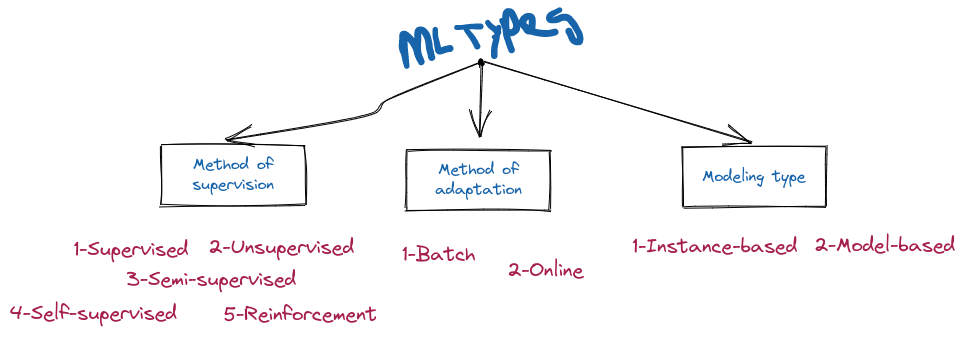 ML Types
Method of
supervision
Method of
adaptation
Modeling type
1-Supervised 2-Unsupervised
3-Semi-supervised
4-Self-supervised 5-Reinforcement
1-Batch
2-Online
1-Instance-based 2-Model-based